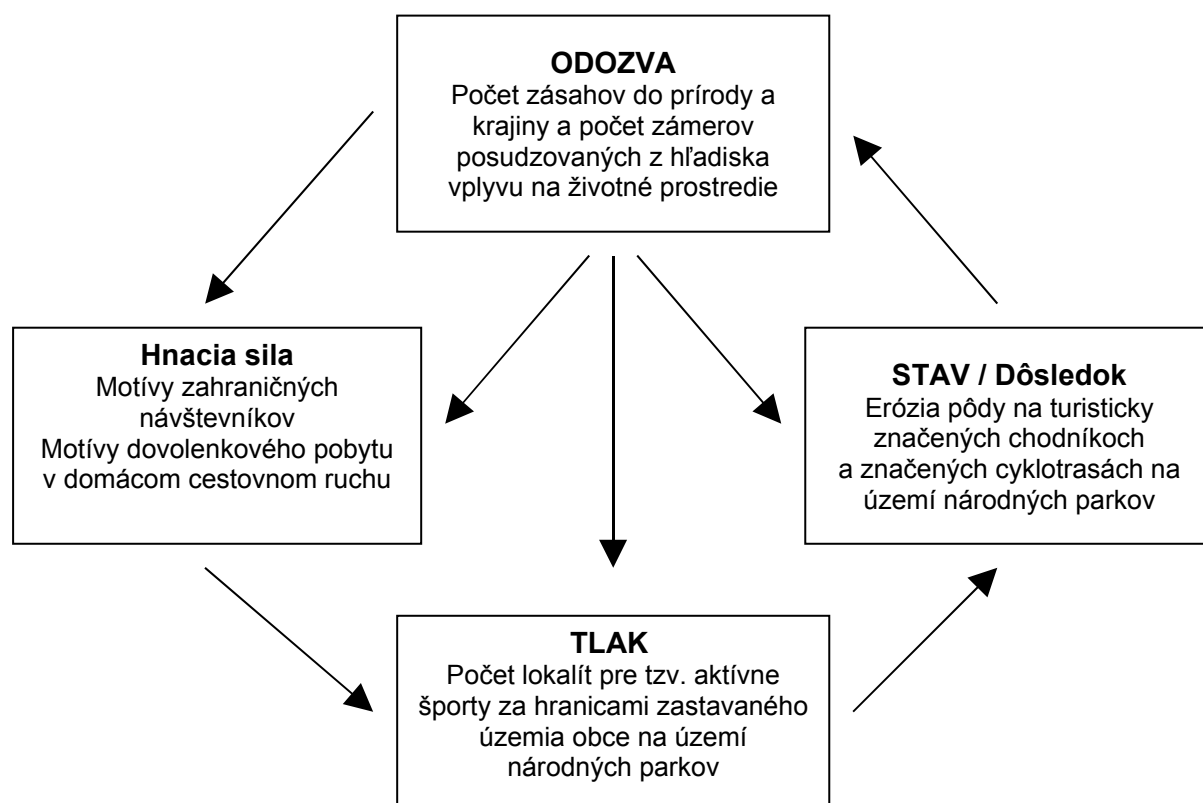 ODOZVA
Počet zásahov do prírody a
krajiny a počet zámerov
posudzovaných z hľadiska
vplyvu na životné prostredie
Hnacia sila
Motívy zahraničných
návštevníkov
Motívy dovolenkového pobytu
v domácom cestovnom ruchu
STAV / Dôsledok
Erózia pôdy na turisticky
značených chodníkoch
a značených cyklotrasách na
území národných parkov
TLAK
Počet lokalít pre tzv. aktívne
športy za hranicami zastavaného
územia obce na území
národných parkov